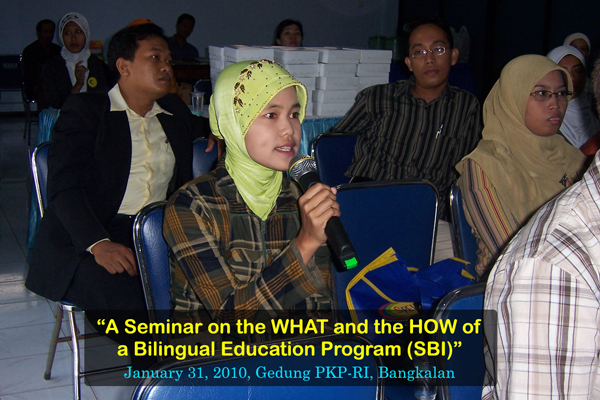 “A Seminar on the WHAT and the HOW of
a Bilingual Education Program (SBI)”
January 31, 2010, Gedung PKP-RI, Bangkalan